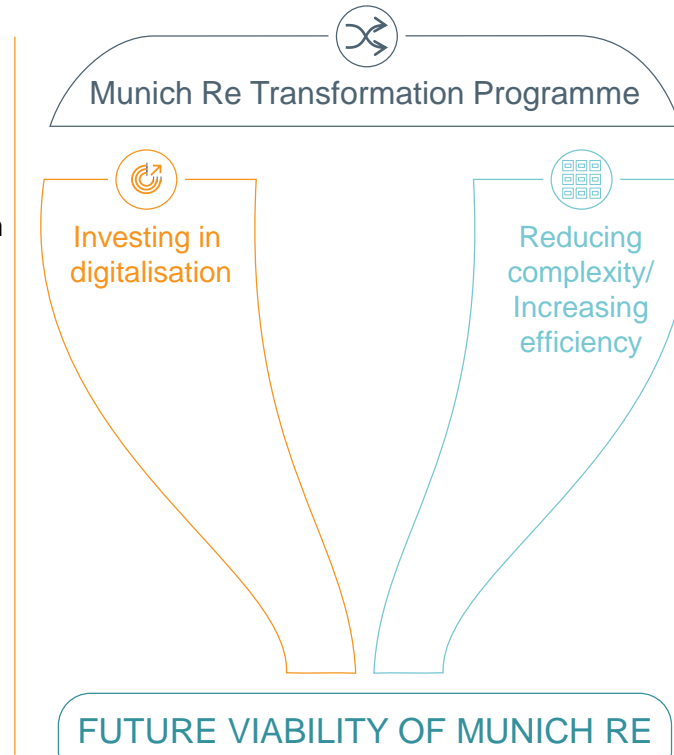 Munich Re Transformation Programme
Investing in
digitalisation
Reducing
complexity/
Increasing
efficiency
FUTURE VIABILITY OF MUNICH RE